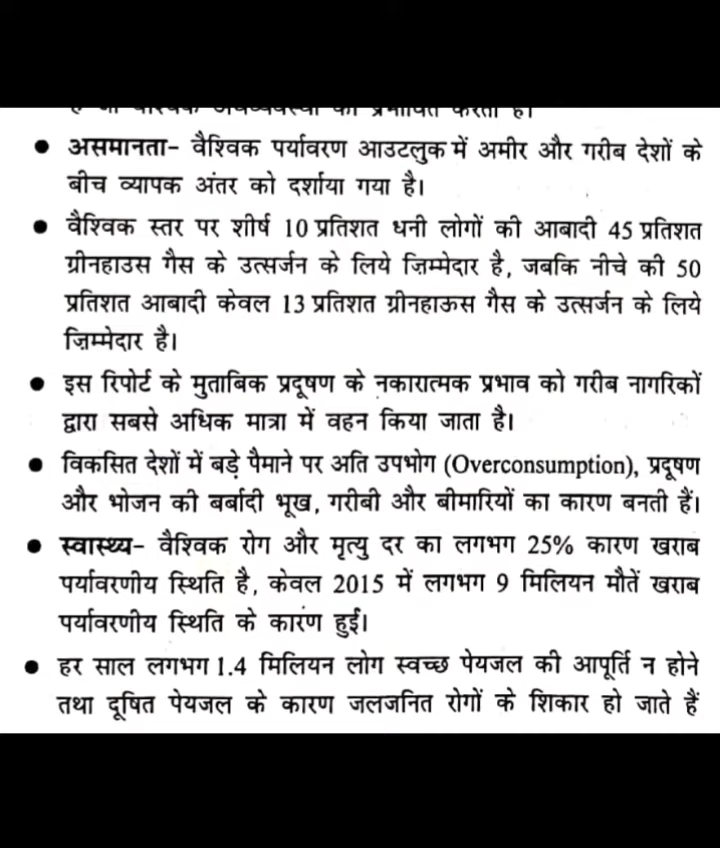 प्रभावित करता है।
• असमानता- वैश्विक पर्यावरण आउटलुक में अमीर और गरीब देशों के
बीच व्यापक अंतर को दर्शाया गया है।
• वैश्विक स्तर पर शीर्ष 10 प्रतिशत धनी लोगों की आबादी 45 प्रतिशत
ग्रीनहाउस गैस के उत्सर्जन के लिये ज़िम्मेदार है, जबकि नीचे की 50
प्रतिशत आबादी केवल 13 प्रतिशत ग्रीनहाऊस गैस के उत्सर्जन के लिये
ज़िम्मेदार है।
• इस रिपोर्ट के मुताबिक प्रदूषण के नकारात्मक प्रभाव को गरीब नागरिकों
द्वारा सबसे अधिक मात्रा में वहन किया जाता है।
• विकसित देशों में बड़े पैमाने पर अति उपभोग (Overconsumption), प्रदूषण
और भोजन की बर्बादी भूख, गरीबी और बीमारियों का कारण बनती हैं।
• स्वास्थ्य- वैश्विक रोग और मृत्यु दर का लगभग 25% कारण खराब
पर्यावरणीय स्थिति है, केवल 2015 में लगभग 9 मिलियन मौतें खराब
पर्यावरणीय स्थिति के कारण हुईं।
• हर साल लगभग 1.4 मिलियन लोग स्वच्छ पेयजल की आपूर्ति न होने
तथा दूषित पेयजल के कारण जलजनित रोगों के शिकार हो जाते हैं